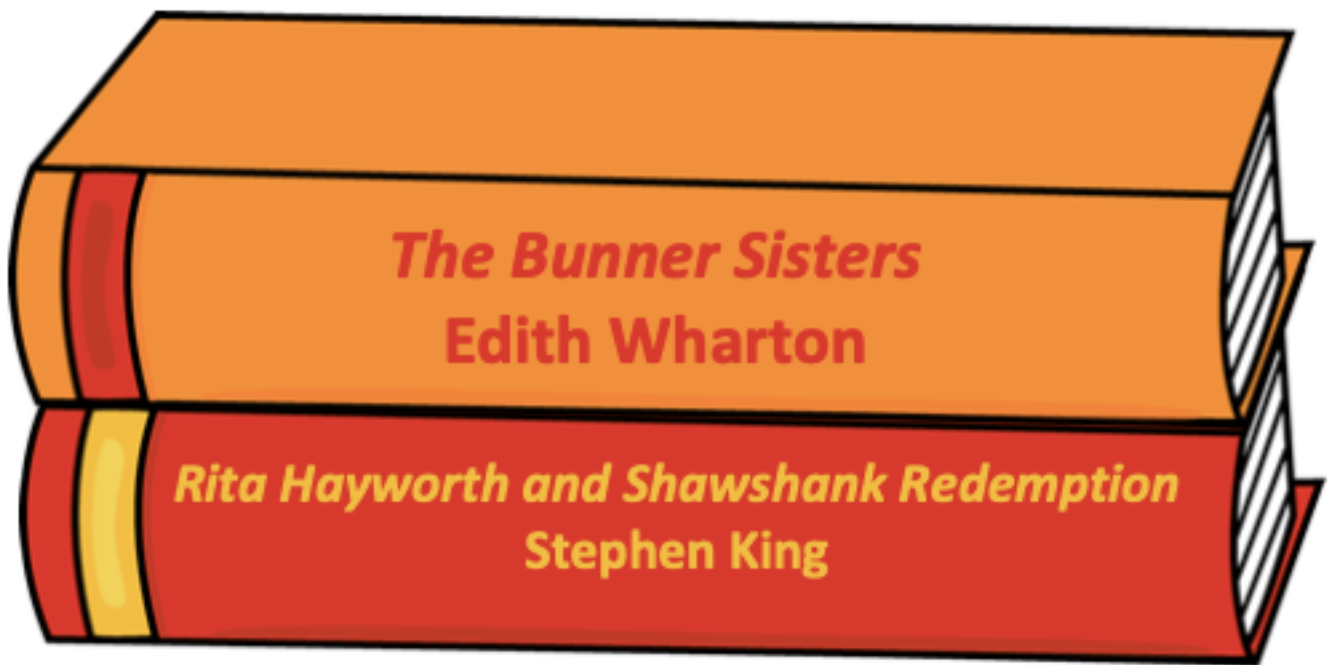 The Bunner Sisters
Edith Wharton
Rita Hayworth and Shawshank Redemption
Stephen King